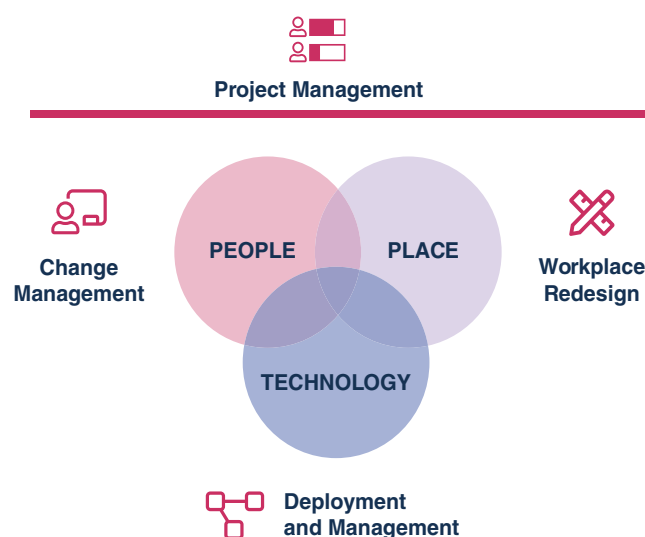 Project Management
PEOPLE
PLACE
Change
Management
Workplace
Redesign
TECHNOLOGY
Deployment
and Management